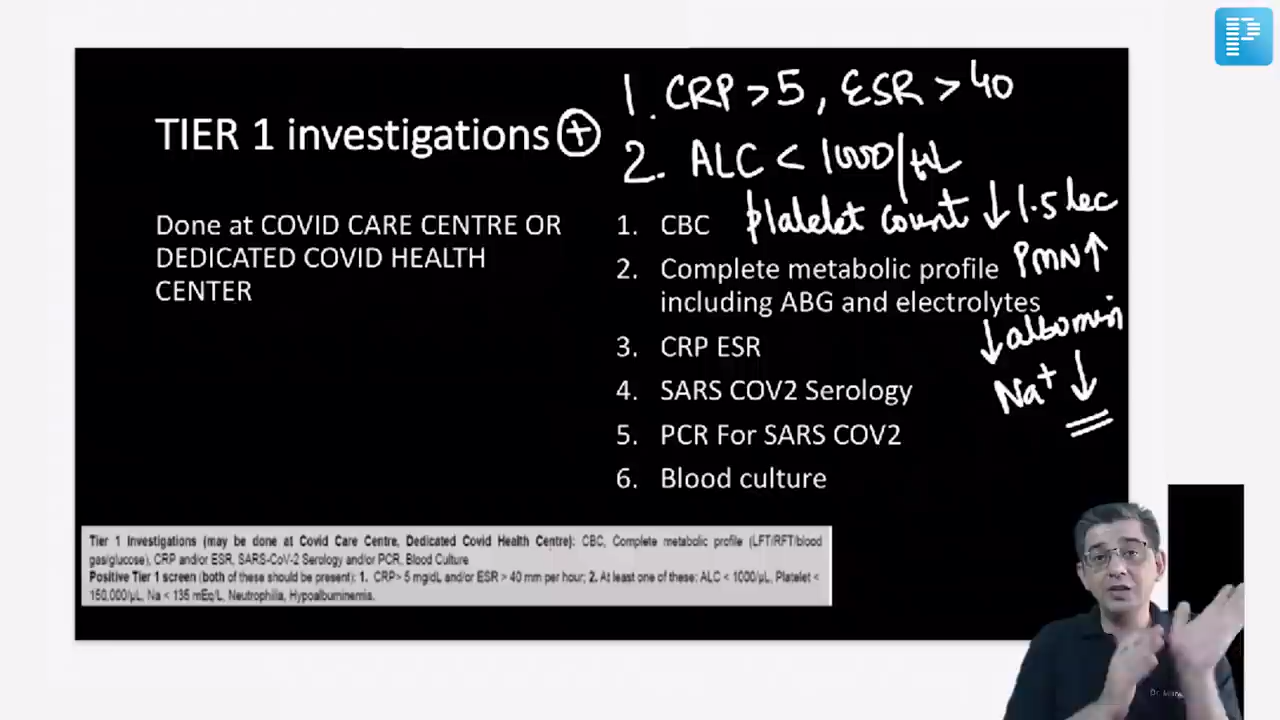 P
1. CRP > 5, ESR > 40
TIER 1 investigations +
2. ALC < 1000/µL
Platelet count ↓ 1.5 lec
Done at COVID CARE CENTRE OR
DEDICATED COVID HEALTH
CENTER
1. CBC
PMN ↑
2. Complete metabolic profile
including ABG and electrolytes
↓ albumin
3. CRP ESR
Na+ ↓
4. SARS COV2 Serology
5. PCR For SARS COV2
6. Blood culture
Tier 1 Investigations (may be done at Covid Care Centre, Dedicated Covid Health Centre): CBC, Complete metabolic profile (LFT/RFT/blood
gas/glucose), CRP and/or ESR, SARS-CoV-2 Serology and/or PCR, Blood Culture
Positive Tier 1 screen (both of these should be present): 1. CRP> 5 mg/dL and/or ESR > 40 mm per hour; 2. At least one of these: ALC < 1000/µL, Platelet <
150,000/µL, Na < 135 mEq/L, Neutrophilia, Hypoalbuminemia.
Dr.